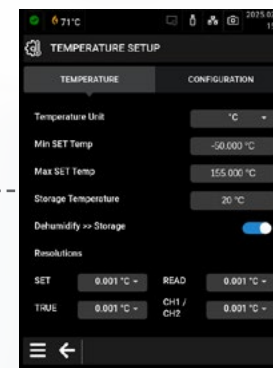 71°C
2025.0
TEMPERATURE SETUP
TEMPERATURE CONFIGURATION
Temperature Unit °C
Min SET Temp -50.000 °C
Max SET Temp 155.000 °C
Storage Temperature 20 °C
Dehumidify >> Storage
Resolutions
SET 0.001 °C READ 0.001 °C
TRUE 0.001 °C CH1 / CH2 0.001 °C